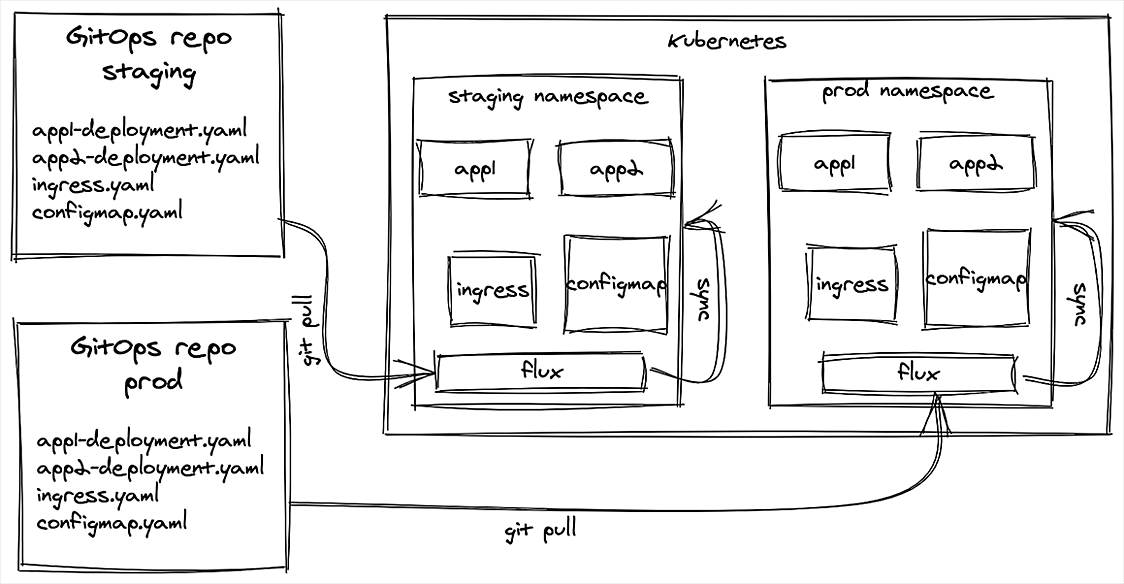 GitOps repo
staging
app1-deployment.yaml
app2-deployment.yaml
ingress.yaml
configmap.yaml
GitOps repo
prod
app1-deployment.yaml
app2-deployment.yaml
ingress.yaml
configmap.yaml
git pull
git pull
Kubernetes
staging namespace
app1
app2
ingress
configmap
flux
sync
prod namespace
app1
app2
ingress
configmap
flux
sync